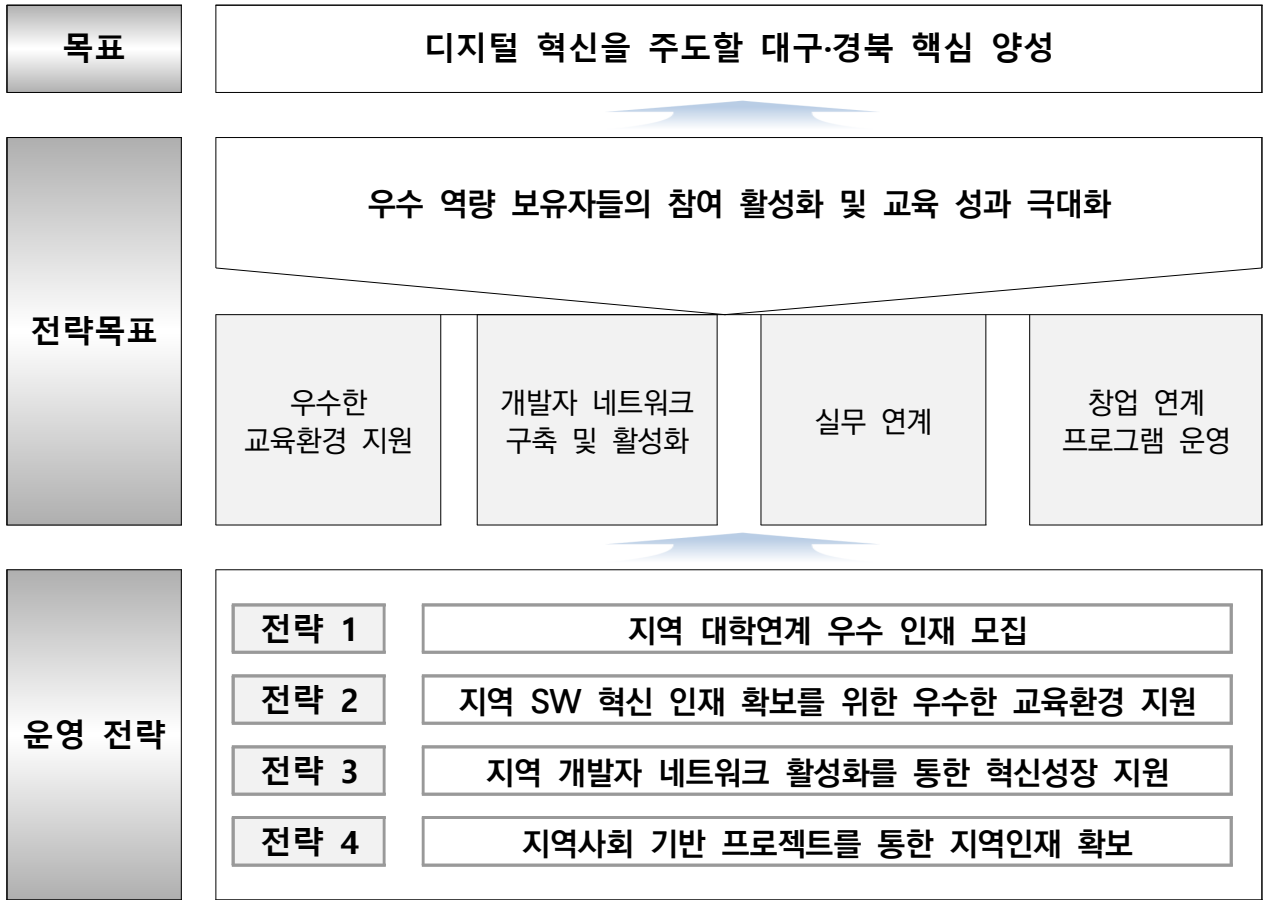 목표
디지털 혁신을 주도할 대구·경북 핵심 양성
전략목표
우수 역량 보유자들의 참여 활성화 및 교육 성과 극대화
우수한
교육환경 지원
개발자 네트워크
구축 및 활성화
실무 연계
창업 연계
프로그램 운영
운영 전략
전략 1
지역 대학연계 우수 인재 모집
전략 2
지역 SW 혁신 인재 확보를 위한 우수한 교육환경 지원
전략 3
지역 개발자 네트워크 활성화를 통한 혁신성장 지원
전략 4
지역사회 기반 프로젝트를 통한 지역인재 확보